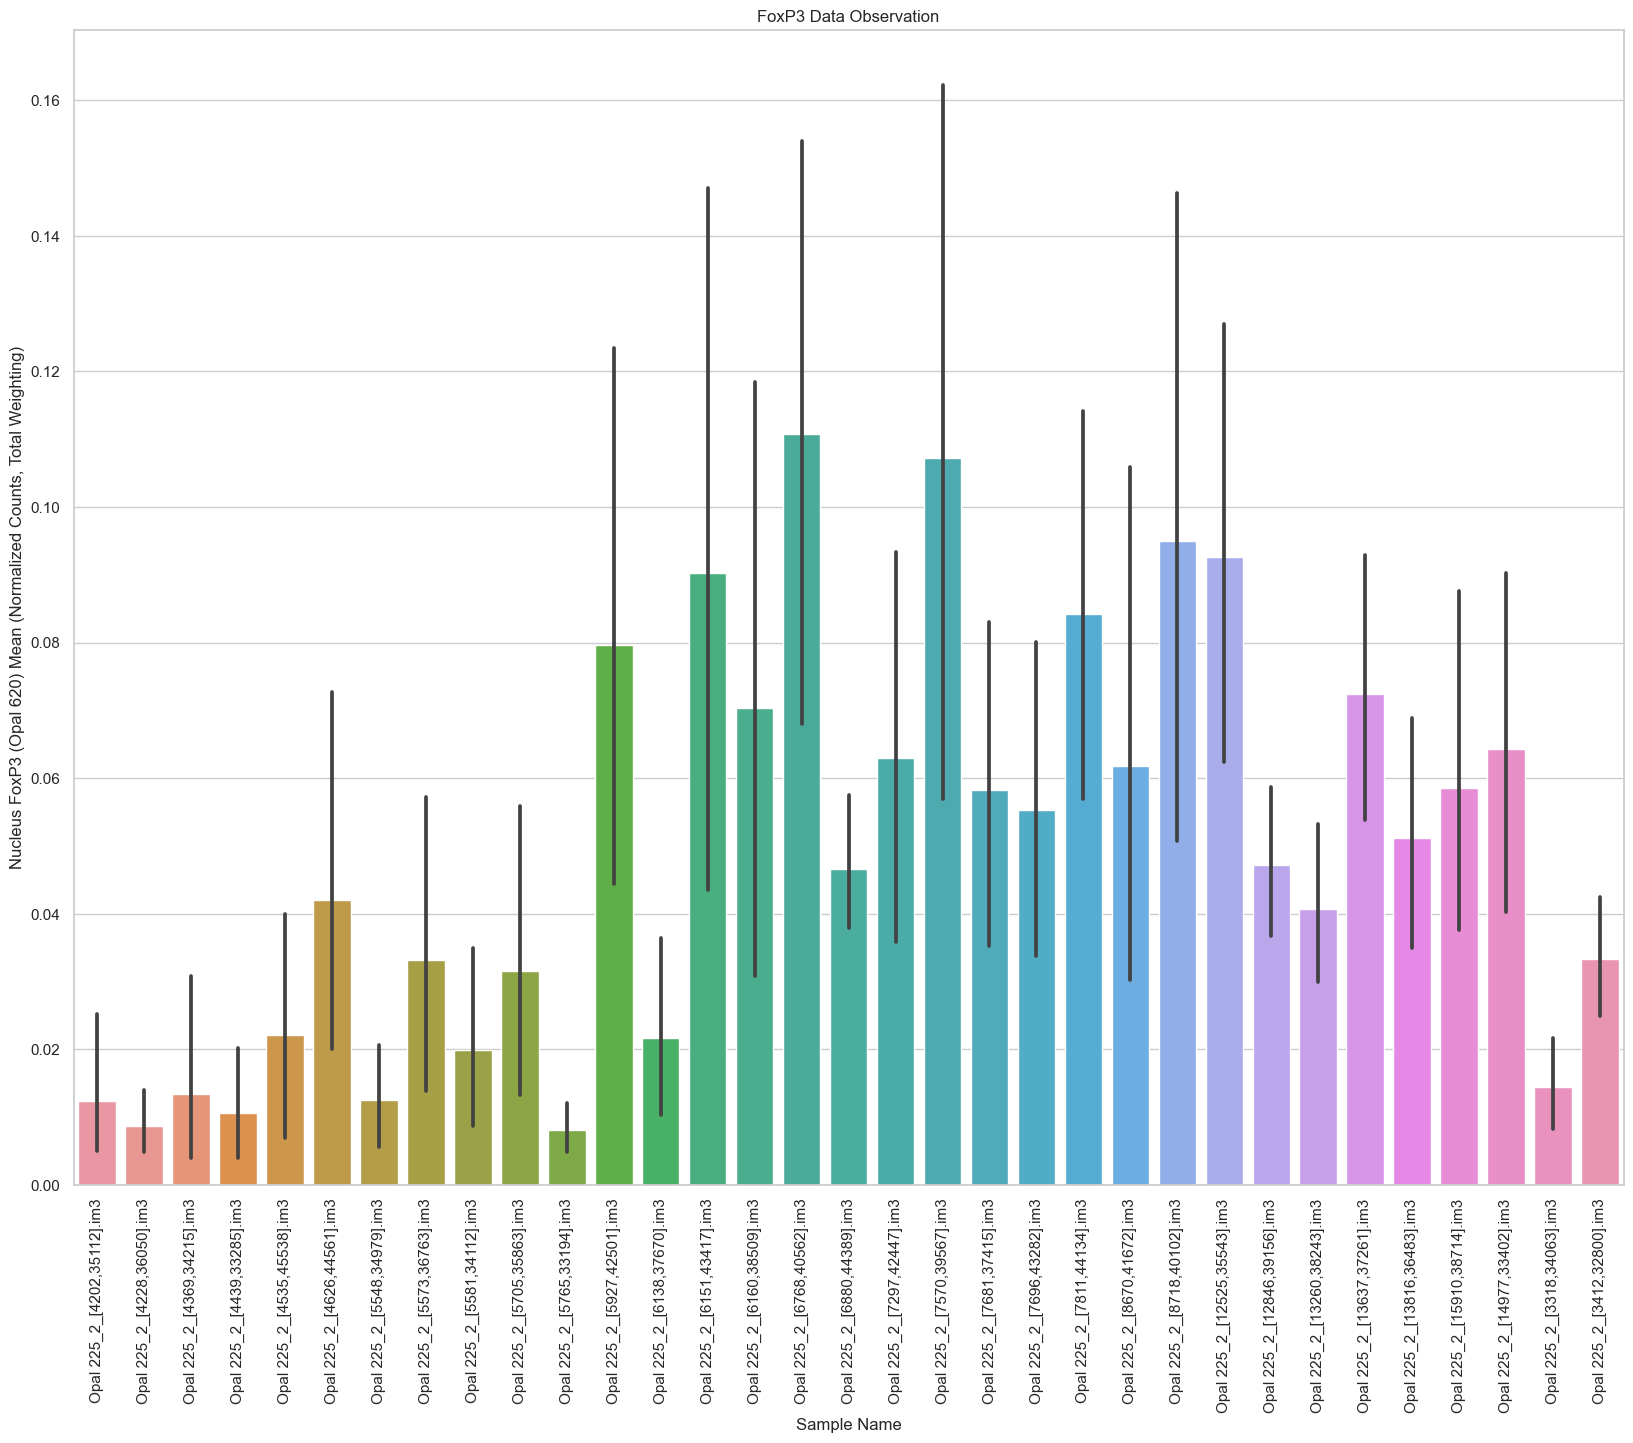 FoxP3 Data Observation
Nucleus FoxP3 (Opal 620) Mean (Normalized Counts, Total Weighting)
0.16
0.14
0.12
0.10
0.08
0.06
0.04
0.02
0.00
Opal 225_2_[4202,35112].im3
Opal 225_2_[4228,36050].im3
Opal 225_2_[4369,34215].im3
Opal 225_2_[4439,33285].im3
Opal 225_2_[4535,45538].im3
Opal 225_2_[4626,44561].im3
Opal 225_2_[5548,34979].im3
Opal 225_2_[5573,36763].im3
Opal 225_2_[5581,34112].im3
Opal 225_2_[5705,35863].im3
Opal 225_2_[5765,33194].im3
Opal 225_2_[5927,42501].im3
Opal 225_2_[6138,37670].im3
Opal 225_2_[6151,43417].im3
Opal 225_2_[6160,38509].im3
Opal 225_2_[6768,40562].im3
Opal 225_2_[6880,44389].im3
Opal 225_2_[7297,42447].im3
Opal 225_2_[7570,39567].im3
Opal 225_2_[7681,37415].im3
Opal 225_2_[7696,43282].im3
Opal 225_2_[7811,44134].im3
Opal 225_2_[8670,41672].im3
Opal 225_2_[8718,40102].im3
Opal 225_2_[12525,35543].im3
Opal 225_2_[12846,39156].im3
Opal 225_2_[13260,38243].im3
Opal 225_2_[13637,37261].im3
Opal 225_2_[13816,36483].im3
Opal 225_2_[15910,38714].im3
Opal 225_2_[14977,33402].im3
Opal 225_2_[3318,34063].im3
Opal 225_2_[3412,32800].im3
Sample Name